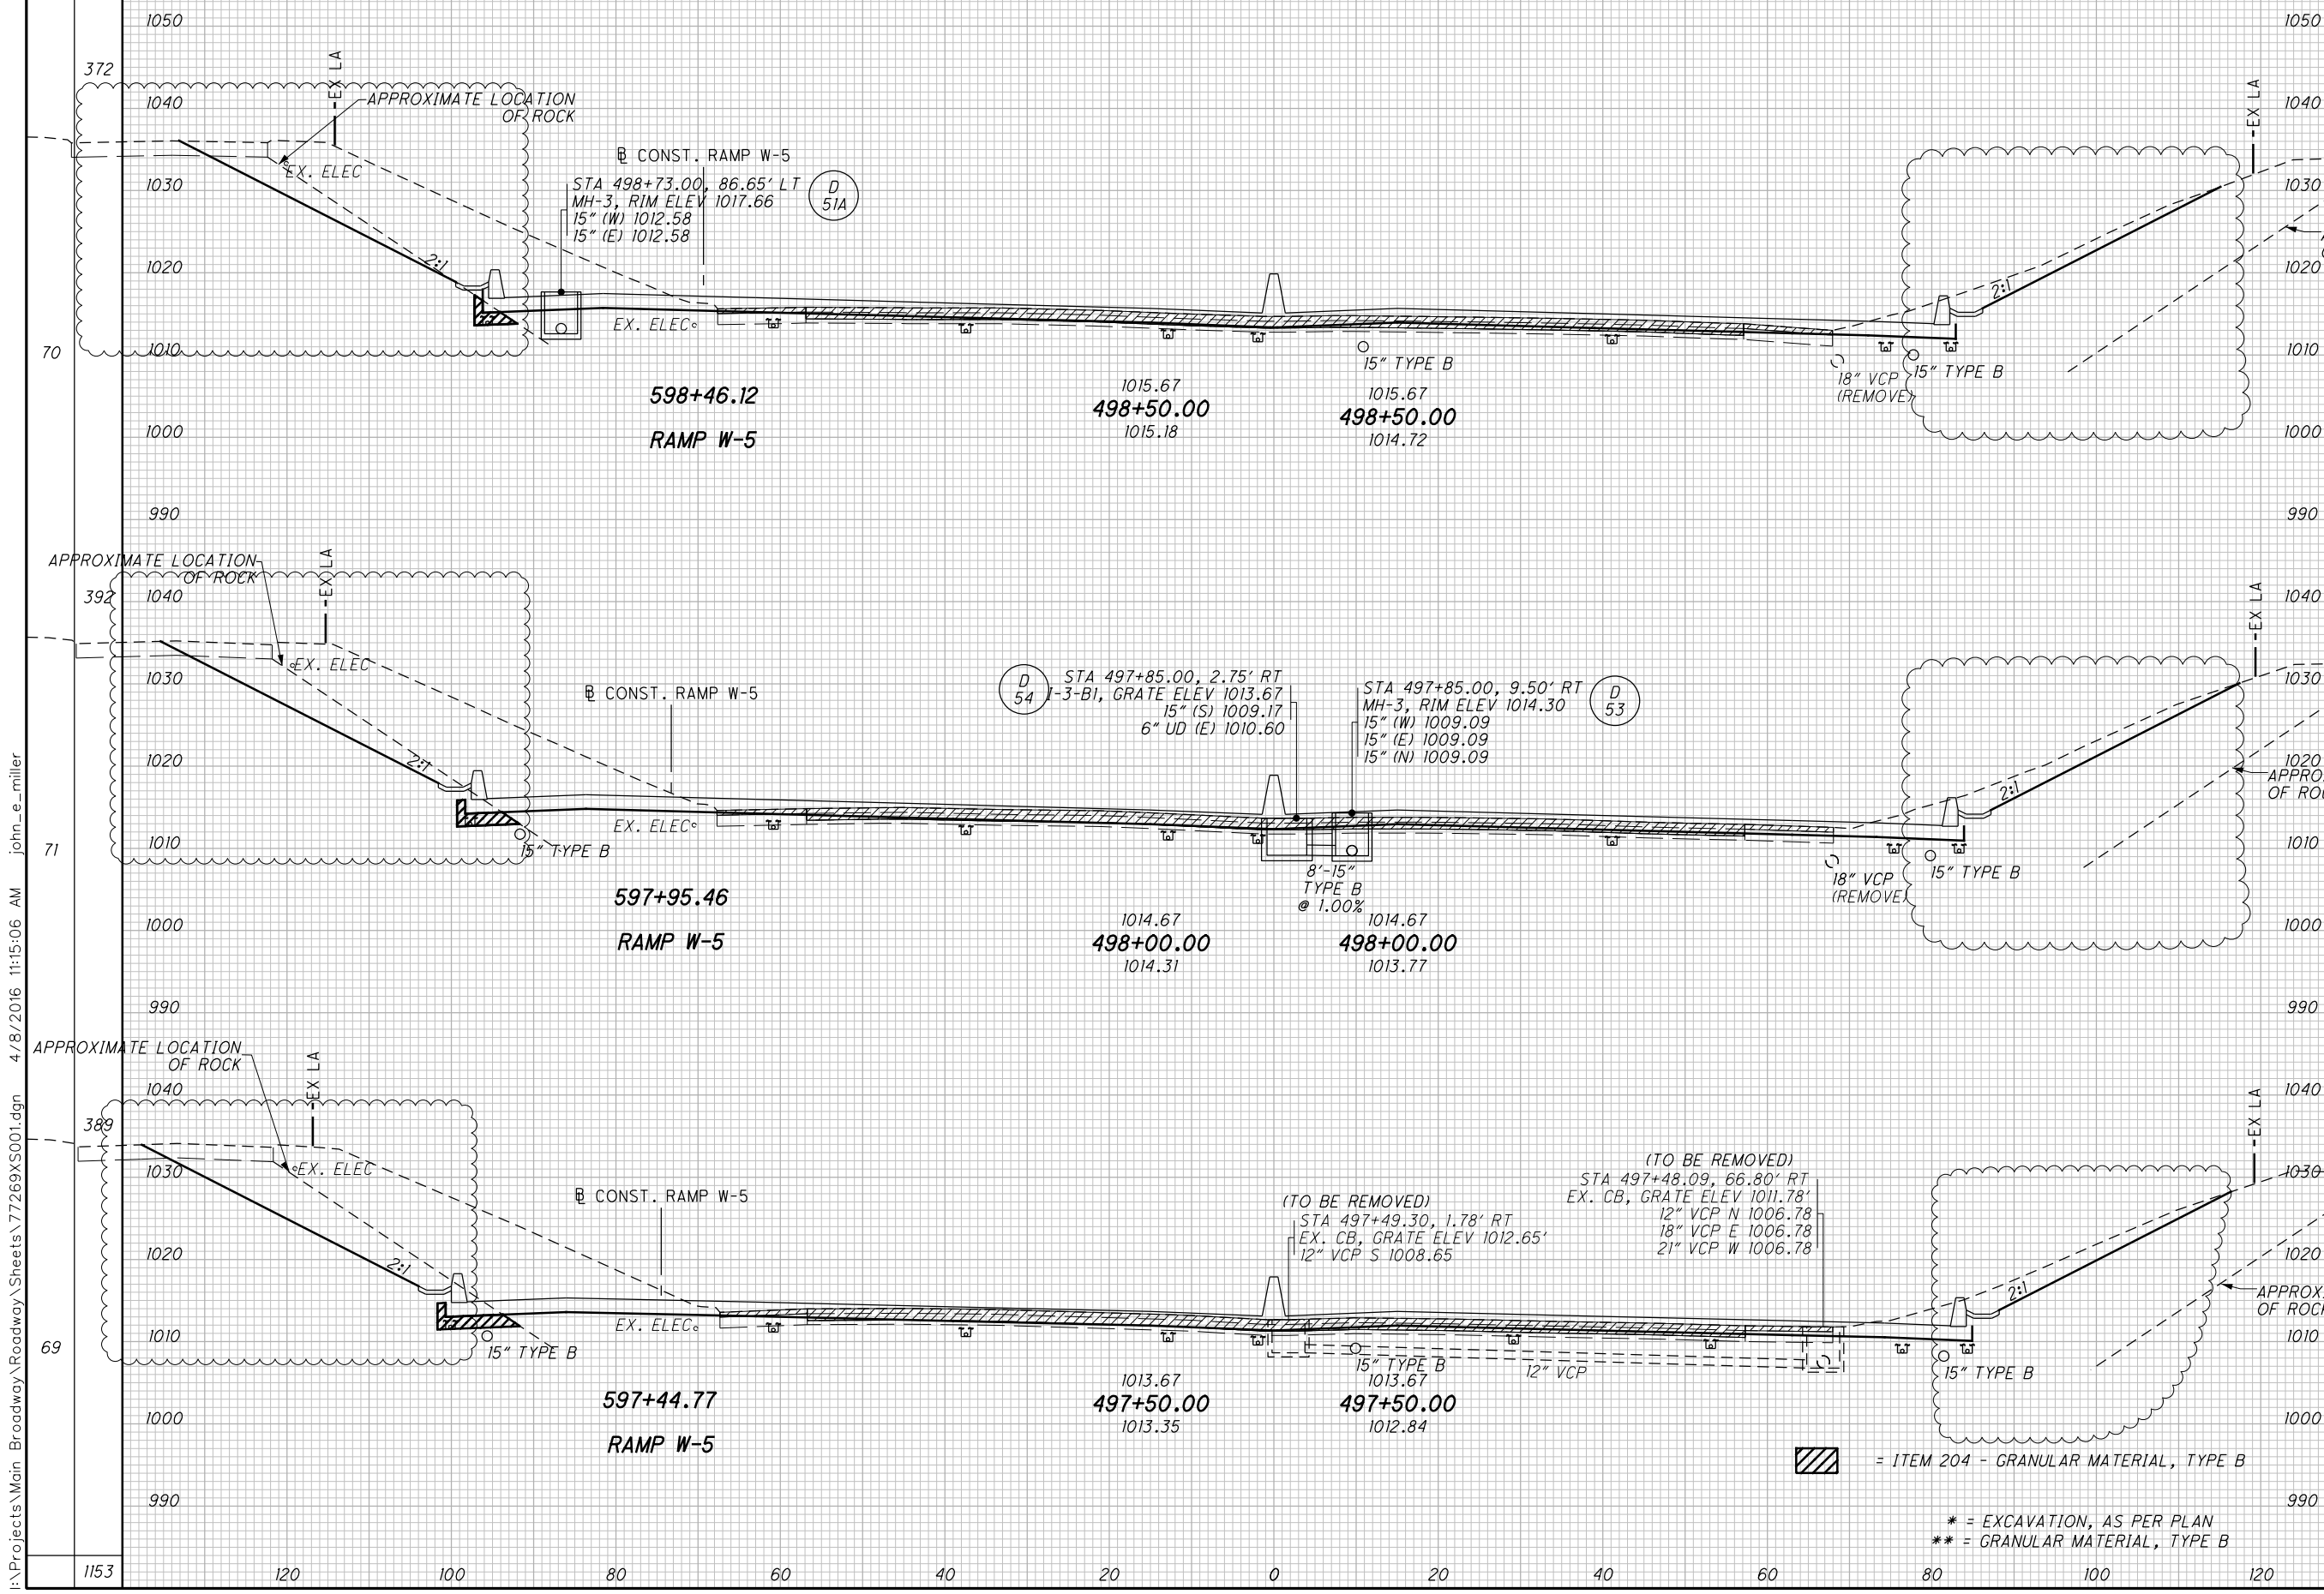 1050
1050
372
EX LA
EX LA
1040
APPROXIMATE LOCATION
OF ROCK
1040
EX. ELEC
℄ CONST. RAMP W-5
1030
STA 498+73.00, 86.65' LT
MH-3, RIM ELEV 1017.66
15" (W) 1012.58
15" (E) 1012.58
D
51A
1030
1020
2:1
2:1
1020
EX. ELEC
70
1010
15" TYPE B
18" VCP
(REMOVE)
15" TYPE B
1010
598+46.12
RAMP W-5
1015.67
498+50.00
1015.18
1015.67
498+50.00
1014.72
1000
1000
990
990
APPROXIMATE LOCATION
OF ROCK
EX LA
EX LA
392
1040
1040
EX. ELEC
1030
℄ CONST. RAMP W-5
D
54
STA 497+85.00, 2.75' RT
I-3-B1, GRATE ELEV 1013.67
15" (S) 1009.17
6" UD (E) 1010.60
STA 497+85.00, 9.50' RT
MH-3, RIM ELEV 1014.30
15" (W) 1009.09
15" (E) 1009.09
15" (N) 1009.09
D
53
1030
1020
2:1
2:1
1020
APPRO
OF RO
EX. ELEC
71
1010
15" TYPE B
8'-15"
TYPE B
@ 1.00%
18" VCP
(REMOVE)
15" TYPE B
1010
597+95.46
RAMP W-5
1014.67
498+00.00
1014.31
1014.67
498+00.00
1013.77
1000
1000
990
990
APPROXIMATE LOCATION
OF ROCK
EX LA
EX LA
1040
1040
389
EX. ELEC
1030
℄ CONST. RAMP W-5
(TO BE REMOVED)
STA 497+49.30, 1.78' RT
EX. CB, GRATE ELEV 1012.65'
12" VCP S 1008.65
(TO BE REMOVED)
STA 497+48.09, 66.80' RT
EX. CB, GRATE ELEV 1011.78'
12" VCP N 1006.78
18" VCP E 1006.78
21" VCP W 1006.78
1030
1020
2:1
2:1
1020
APPROX
OF ROC
EX. ELEC
69
1010
15" TYPE B
15" TYPE B
12" VCP
15" TYPE B
1010
597+44.77
RAMP W-5
1013.67
497+50.00
1013.35
1013.67
497+50.00
1012.84
1000
1000
= ITEM 204 - GRANULAR MATERIAL, TYPE B
990
990
* = EXCAVATION, AS PER PLAN
** = GRANULAR MATERIAL, TYPE B
1153
120
100
80
60
40
20
0
20
40
60
80
100
120
I:\Projects\Main Broadway\Roadway\Sheets\77269XS001.dgn 4/8/2016 11:15:06 AM john_e_miller